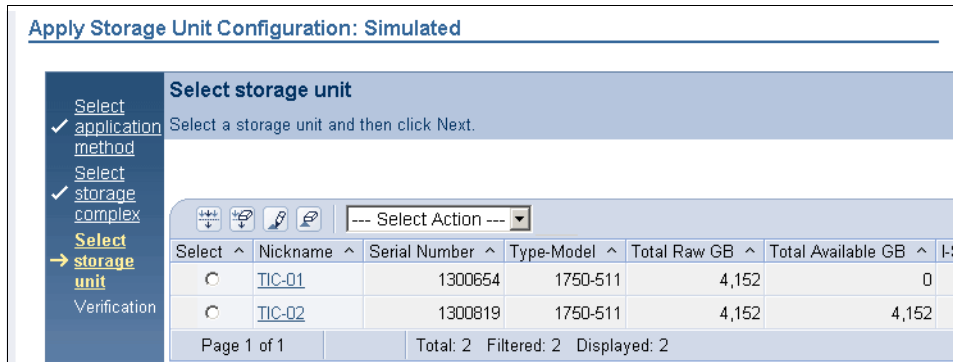 Apply Storage Unit Configuration: Simulated
Select
application
method
Select
storage
complex
Select
storage
unit
Verification
Select storage unit
Select a storage unit and then click Next.
--- Select Action ---
Select Nickname Serial Number Type-Model Total Raw GB Total Available GB
TIC-01 1300654 1750-511 4,152 0
TIC-02 1300819 1750-511 4,152 4,152
Page 1 of 1 Total: 2 Filtered: 2 Displayed: 2